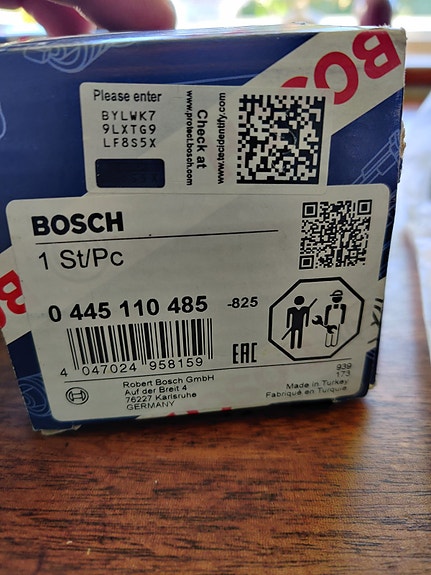 BOSCH
Please enter
BYLWK7
9LXTG9
LF8S5X
Check at
www.tecidentify.com
www.protect.bosch.com
BOSCH
1 St/Pc
0 445 110 485 -825
4 047024 958159
EAC
Robert Bosch GmbH
Auf der Breit 4
76227 Karlsruhe
GERMANY
939
173
Made in Turkey
Fabriqué en Turquie